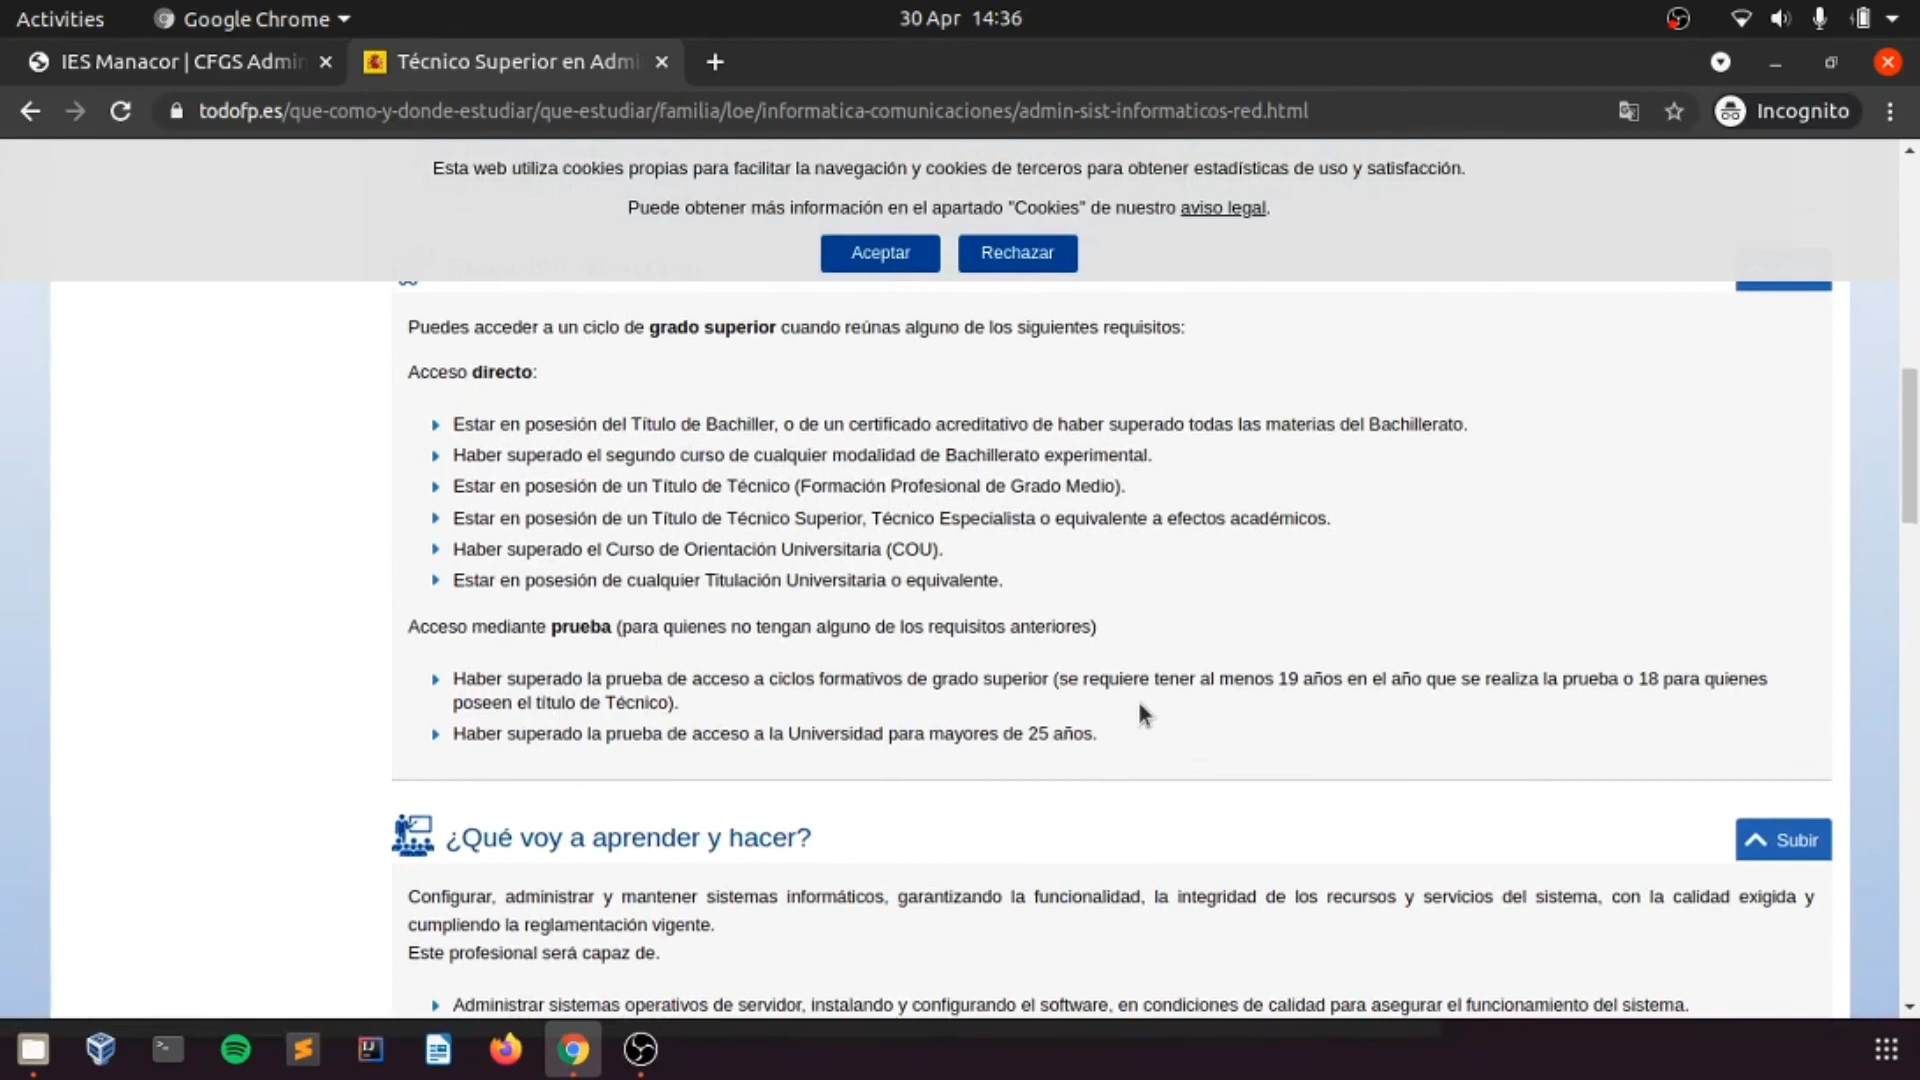 Activities
Google Chrome
30 Apr 14:36
IES Manacor | CFGS Admin
Técnico Superior en Admi
todofp.es/que-como-y-donde-estudiar/que-estudiar/familia/loe/informatica-comunicaciones/admin-sist-informaticos-red.html
Incognito
Esta web utiliza cookies propias para facilitar la navegación y cookies de terceros para obtener estadísticas de uso y satisfacción.
Puede obtener más información en el apartado "Cookies" de nuestro aviso legal.
Aceptar
Rechazar
Puedes acceder a un ciclo de grado superior cuando reúnas alguno de los siguientes requisitos:
Acceso directo:
Estar en posesión del Título de Bachiller, o de un certificado acreditativo de haber superado todas las materias del Bachillerato.
Haber superado el segundo curso de cualquier modalidad de Bachillerato experimental.
Estar en posesión de un Título de Técnico (Formación Profesional de Grado Medio).
Estar en posesión de un Título de Técnico Superior, Técnico Especialista o equivalente a efectos académicos.
Haber superado el Curso de Orientación Universitaria (COU).
Estar en posesión de cualquier Titulación Universitaria o equivalente.
Acceso mediante prueba (para quienes no tengan alguno de los requisitos anteriores)
Haber superado la prueba de acceso a ciclos formativos de grado superior (se requiere tener al menos 19 años en el año que se realiza la prueba o 18 para quienes
poseen el título de Técnico).
Haber superado la prueba de acceso a la Universidad para mayores de 25 años.
¿Qué voy a aprender y hacer?
Subir
Configurar, administrar y mantener sistemas informáticos, garantizando la funcionalidad, la integridad de los recursos y servicios del sistema, con la calidad exigida y
cumpliendo la reglamentación vigente.
Este profesional será capaz de.
Administrar sistemas operativos de servidor, instalando y configurando el software, en condiciones de calidad para asegurar el funcionamiento del sistema.